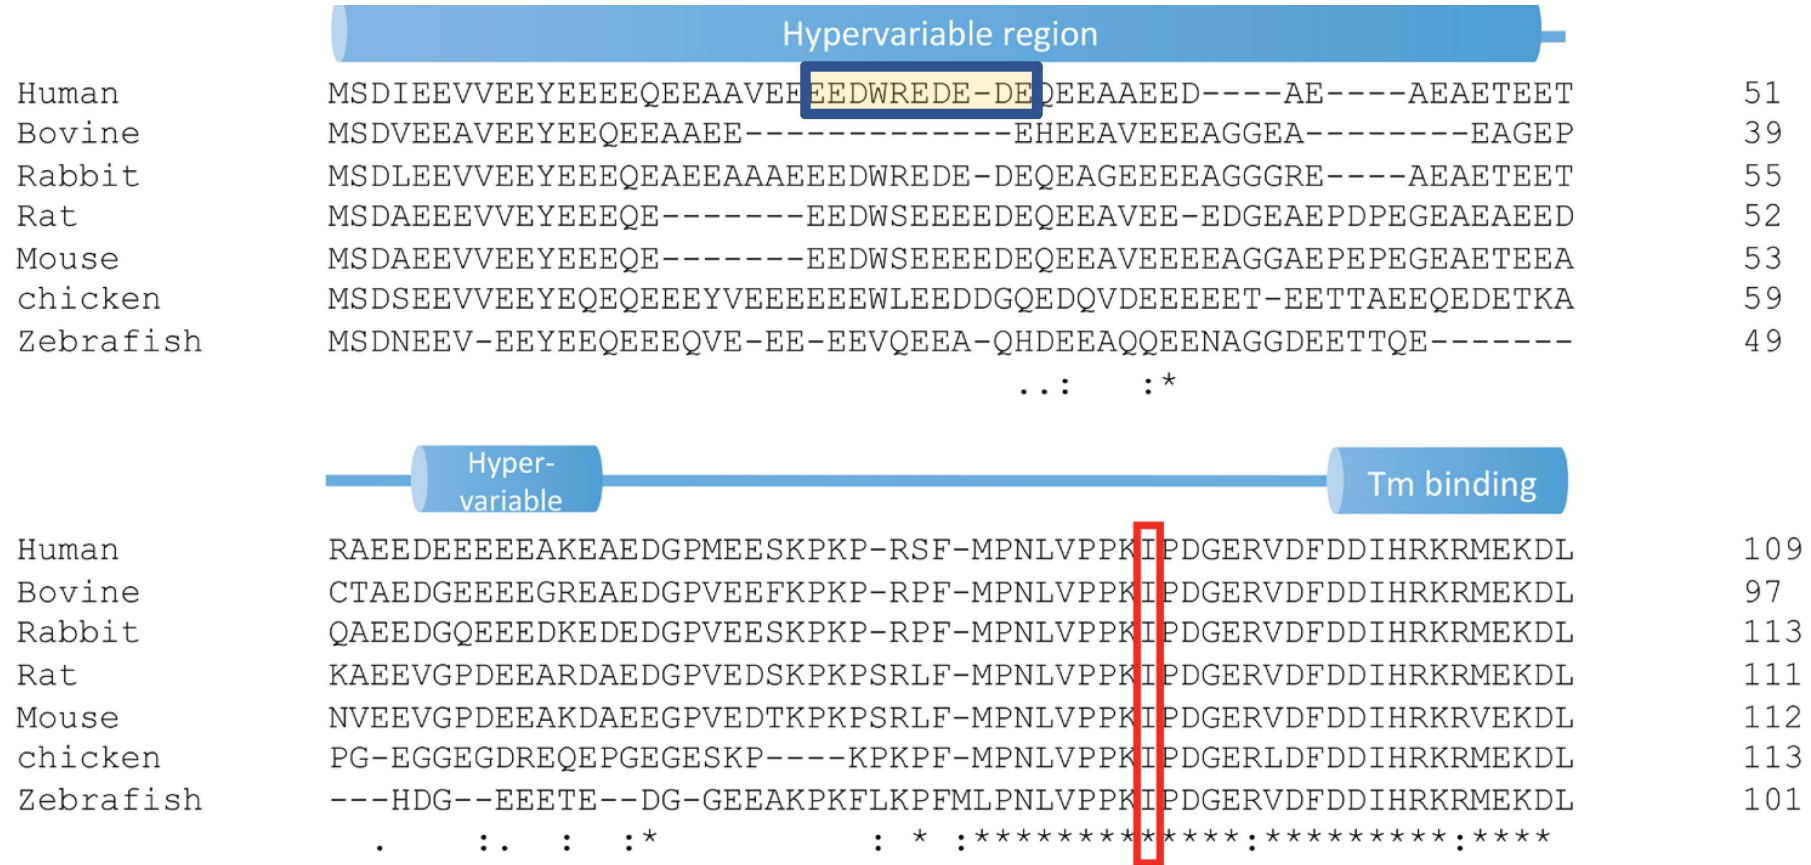 Hypervariable region
Human MSDIEEVVEEYEEEEQEEAAVEEEEDWREDE-DEQEEAAEED----AE----AEAETEET 51
Bovine MSDVEEAVEEYEEQEEAAEE-------------EHEEAVEEEAGGEA--------EAGEP 39
Rabbit MSDLEEVVEEYEEEQEAEEAAAEEEEDWREDE-DEQEAGEEEEAGGGRE----AEAETEET 55
Rat MSDAEEEVVEYEEEQE-------EEDWSEEEEDEQEEAVEE-EDGEAEPDPEGEAEAEED 52
Mouse MSDAEEVVEEYEEEQE-------EEDWSEEEEDEQEEAVEEEEAGGAEPEPEGEAETEEA 53
chicken MSDSEEVVEEYEQEQEEEYVEEEEEEEWLEEDDGQEDQVDEEEEET-EETTAEEQEDETKA 59
Zebrafish MSDNEEV-EEYEEQEEEQVE-EE-EEVQEEA-QHDEEAQQEENAGGDEETTQE------- 49
..: :*
Hyper-
variable
Tm binding
Human RAEEDEEEEEAKEAEDGPMEESKPKP-RSF-MPNLVPPKIPDGERVDFDDIHRKRMEKDL 109
Bovine CTAEDGEEEEGREAEDGPVEEFKPKP-RPF-MPNLVPPKIPDGERVDFDDIHRKRMEKDL 97
Rabbit QAEEDGQEEEDKEDEDGPVEESKPKP-RPF-MPNLVPPKIPDGERVDFDDIHRKRMEKDL 113
Rat KAEEVGPDEEARDAEDGPVEDSKPKPSRLF-MPNLVPPKIPDGERVDFDDIHRKRMEKDL 111
Mouse NVEEVGPDEEAKDAEEGPVEDTKPKPSRLF-MPNLVPPKIPDGERVDFDDIHRKRVEKDL 112
chicken PG-EGGEGDREQEPGEGESKP----KPKPF-MPNLVPPKIPDGERLDFDDIHRKRMEKDL 113
Zebrafish ---HDG--EEETE--DG-GEEAKPKFLKPFMLPNLVPPKIPDGERVDFDDIHRKRMEKDL 101
. :. : :* : * :*************:*********:****